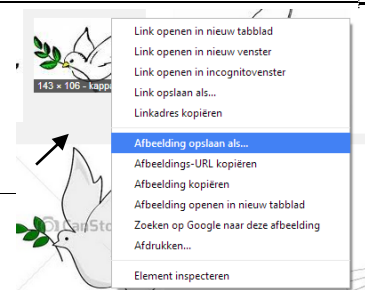 Link openen in nieuw tabblad
Link openen in nieuw venster
Link openen in incognitovenster
Link opslaan als...
Linkadres kopiëren
143 × 106 - kappa
Afbeelding opslaan als...
Afbeeldings-URL kopiëren
Afbeelding kopiëren
Afbeelding openen in nieuw tabblad
Zoeken op Google naar deze afbeelding
Afdrukken...
Element inspecteren
CanSto